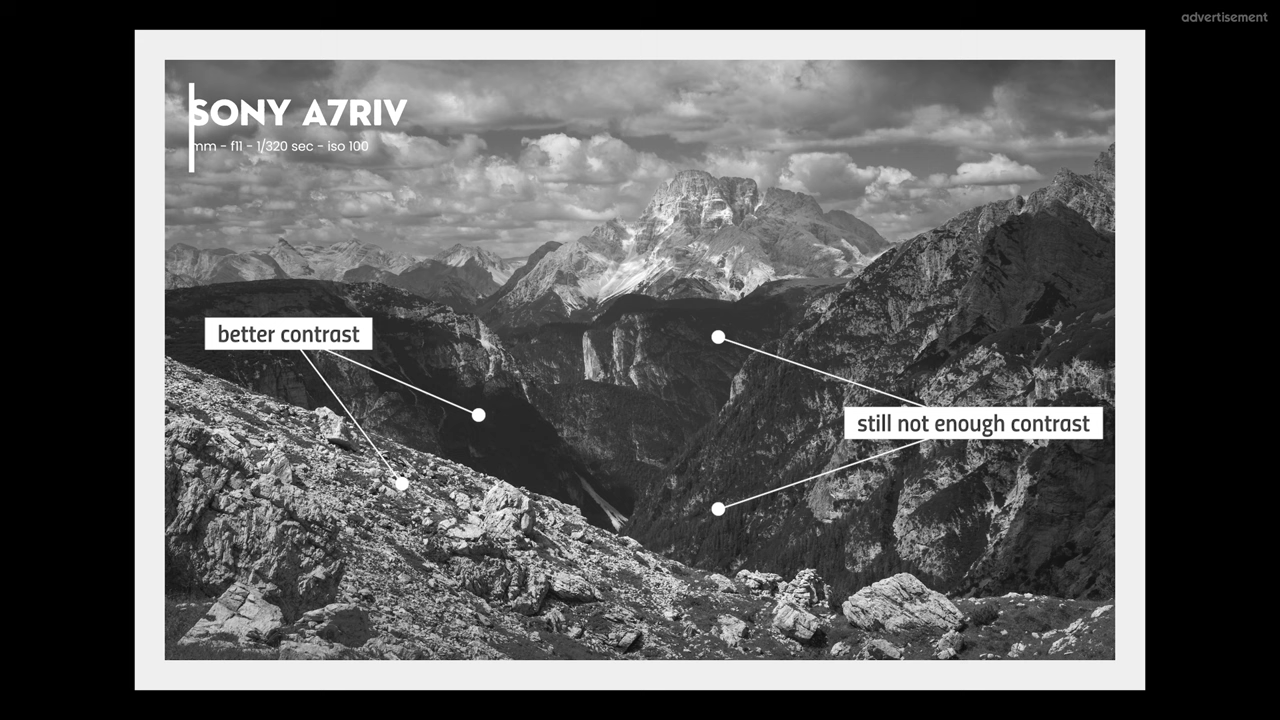 advertisement
SONY A7RIV
mm - f11 - 1/320 sec - iso 100
better contrast
still not enough contrast